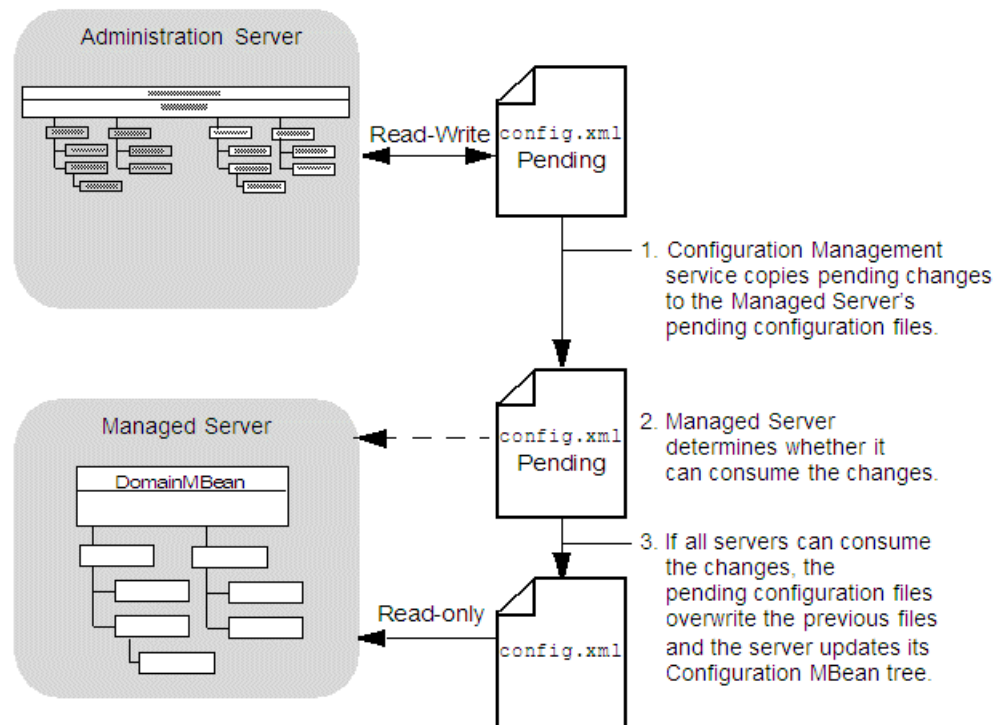 Administration Server
Read-Write
config.xml
Pending
1. Configuration Management
service copies pending changes
to the Managed Server's
pending configuration files.
Managed Server
DomainMBean
config.xml
Pending
2. Managed Server
determines whether it
can consume the changes.
3. If all servers can consume
the changes, the
pending configuration files
overwrite the previous files
and the server updates its
Configuration MBean tree.
Read-only
config.xml